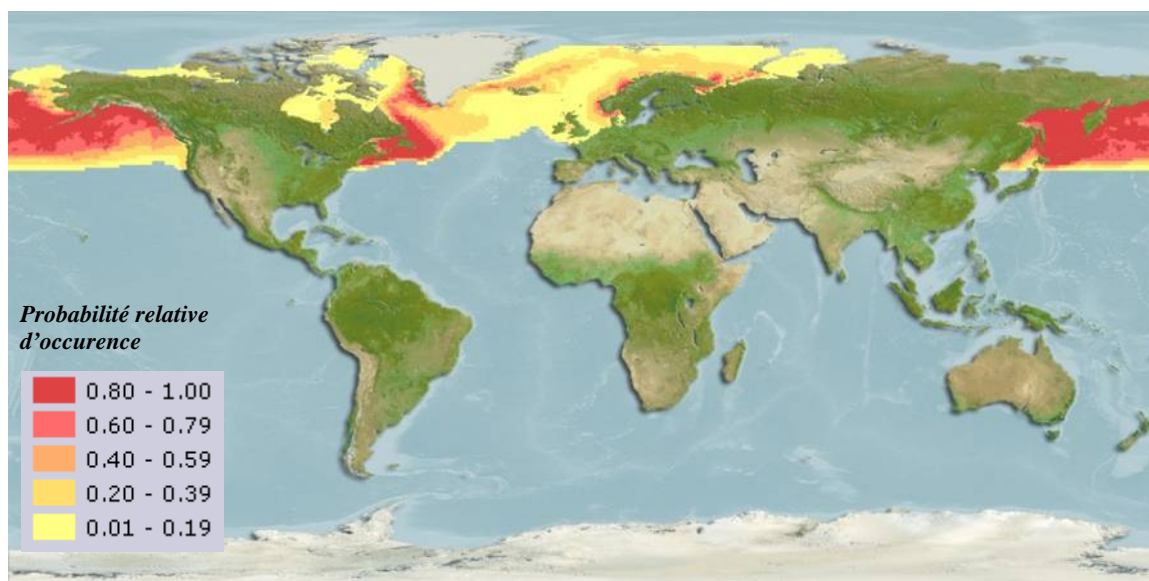 Probabilité relative
d’occurence
0.80 - 1.00
0.60 - 0.79
0.40 - 0.59
0.20 - 0.39
0.01 - 0.19